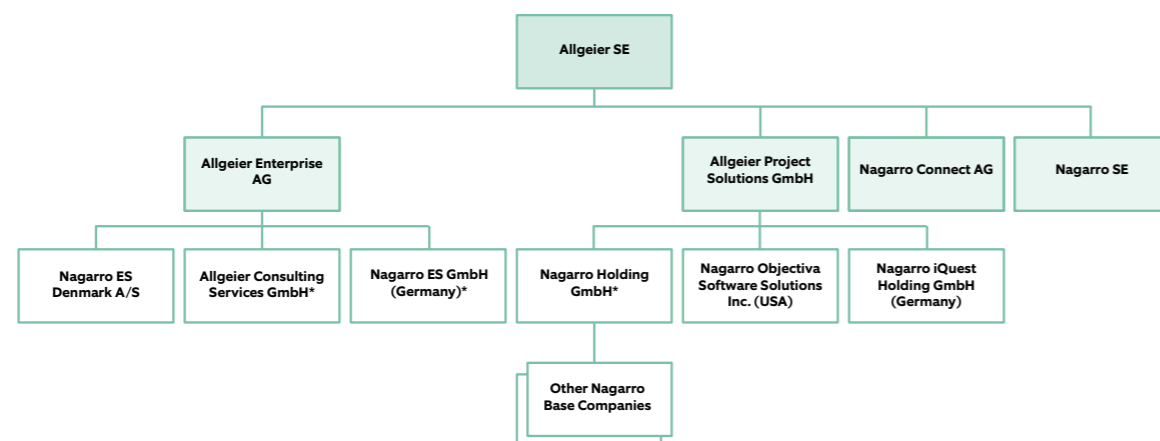 Allgeier SE
Allgeier Enterprise
AG
Allgeier Project
Solutions GmbH
Nagarro Connect AG
Nagarro SE
Nagarro ES
Denmark A/S
Allgeier Consulting
Services GmbH*
Nagarro ES GmbH
(Germany)*
Nagarro Holding
GmbH*
Nagarro Objectiva
Software Solutions
Inc. (USA)
Nagarro iQuest
Holding GmbH
(Germany)
Other Nagarro
Base Companies